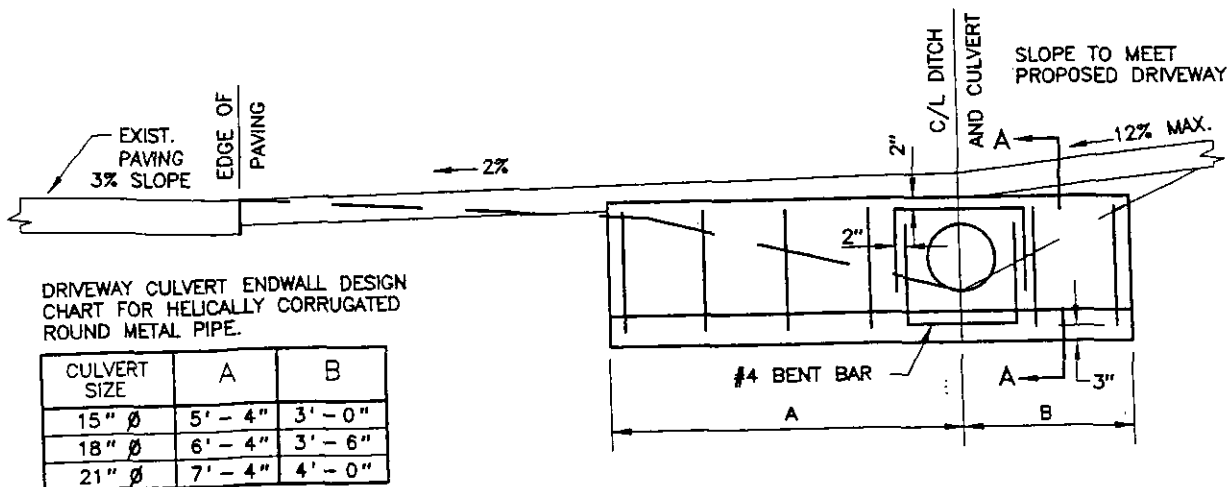 EXIST.
PAVING
3% SLOPE
EDGE OF
PAVING
2%
C/L DITCH
AND CULVERT
SLOPE TO MEET
PROPOSED DRIVEWAY
A
12% MAX.
2"
2"
DRIVEWAY CULVERT ENDWALL DESIGN
CHART FOR HELICALLY CORRUGATED
ROUND METAL PIPE.
CULVERT SIZE A B
15" Ø 5' - 4" 3' - 0"
18" Ø 6' - 4" 3' - 6"
21" Ø 7' - 4" 4' - 0"
#4 BENT BAR
A
3"
A
B